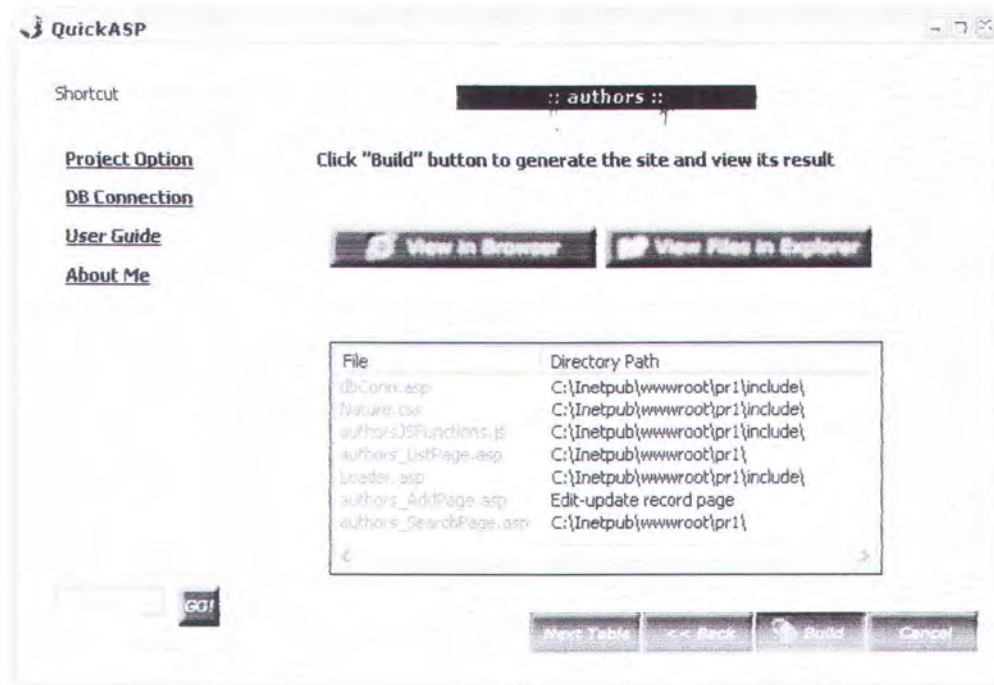 QuickASP
Shortcut
:: authors ::
Project Option
Click "Build" button to generate the site and view its result
DB Connection
User Guide
About Me
View in Browser
View Files in Explorer
File Directory Path
dbConn.asp C:\Inetpub\wwwroot\pr1\include\
Nature.css C:\Inetpub\wwwroot\pr1\include\
authorsJSFunctions.js C:\Inetpub\wwwroot\pr1\include\
authors_ListPage.asp C:\Inetpub\wwwroot\pr1\
Loader.asp C:\Inetpub\wwwroot\pr1\include\
authors_AddPage.asp Edit-update record page
authors_SearchPage.asp C:\Inetpub\wwwroot\pr1\
GO!
Next Table
<< Back
Build
Cancel